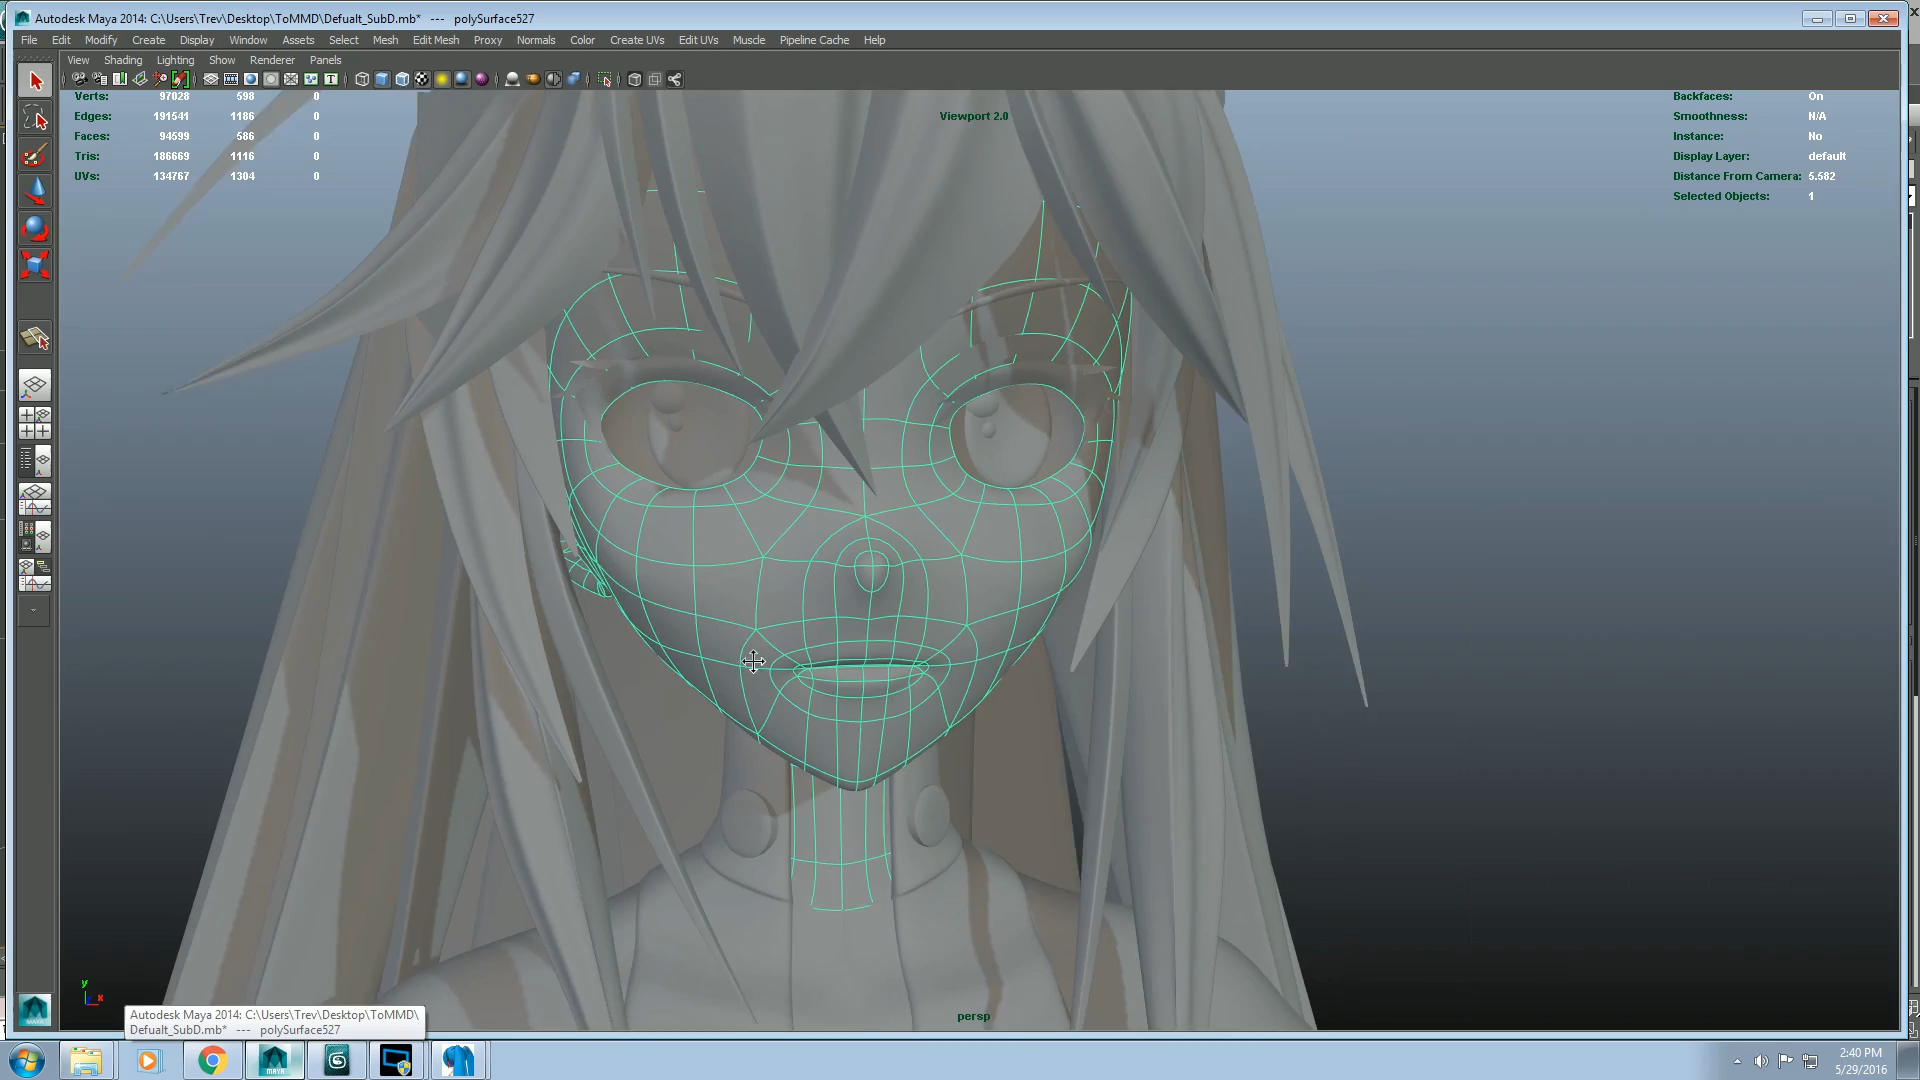 Autodesk Maya 2014: C:\Users\Trev\Desktop\ToMMD\Defualt_SubD.mb*   ---   polySurface527
File Edit Modify Create Display Window Assets Select Mesh Edit Mesh Proxy Normals Color Create UVs Edit UVs Muscle Pipeline Cache Help
View Shading Lighting Show Renderer Panels
Verts: 97028 598 0
Edges: 191541 1186 0
Faces: 94599 586 0
Tris: 186669 1116 0
UVs: 134767 1304 0
Viewport 2.0
Backfaces: On
Smoothness: N/A
Instance: No
Display Layer: default
Distance From Camera: 5.582
Selected Objects: 1
y
x
persp
Autodesk Maya 2014: C:\Users\Trev\Desktop\ToMMD\
Defualt_SubD.mb*   ---   polySurface527
MAYA
2:40 PM
5/29/2016